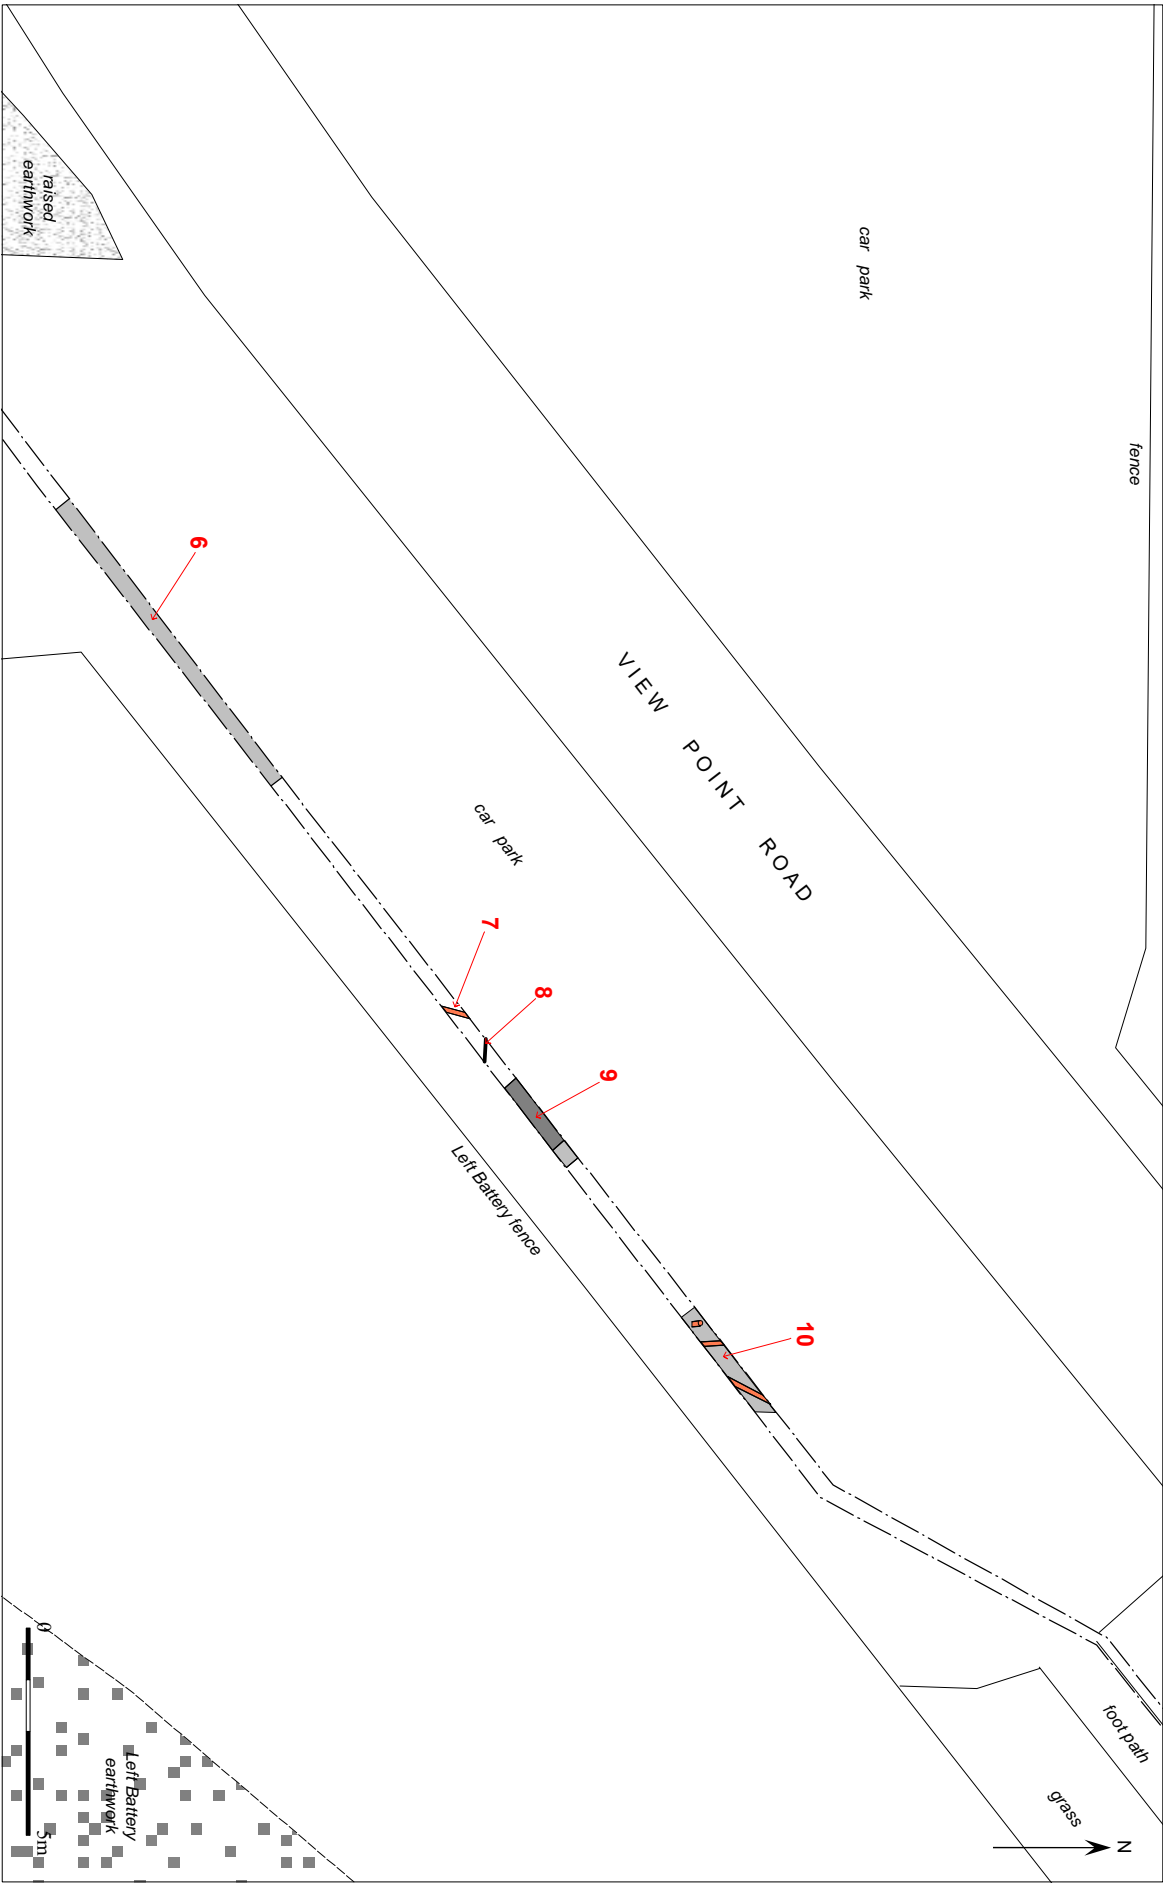 fence
N
foot path
grass
car park
VIEW POINT ROAD
10
9
8
car park
7
Left Battery fence
6
Left Battery
earthwork
raised
earthwork
0
5m